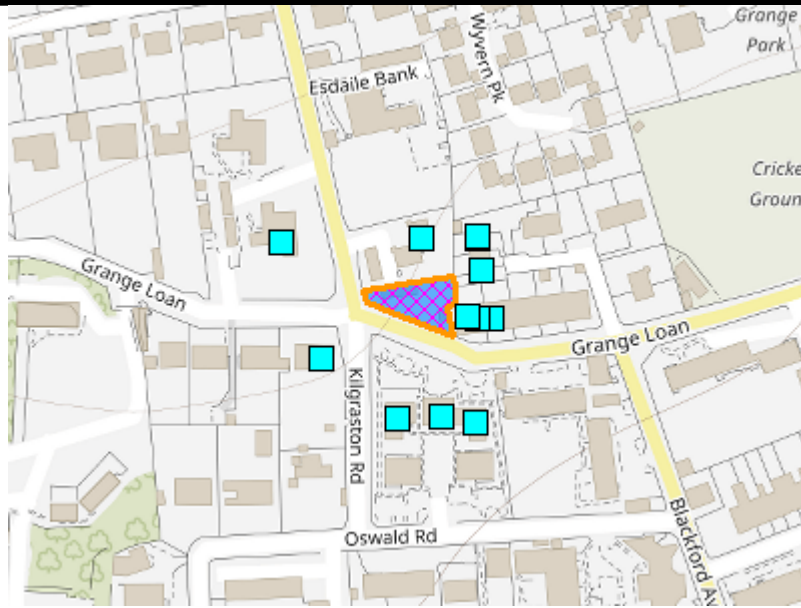 Grange
Park
Wyvern Pk
Esdaile Bank
Cricke
Groun
Grange Loan
Grange Loan
Kilgraston Rd
Oswald Rd
Blackford Av